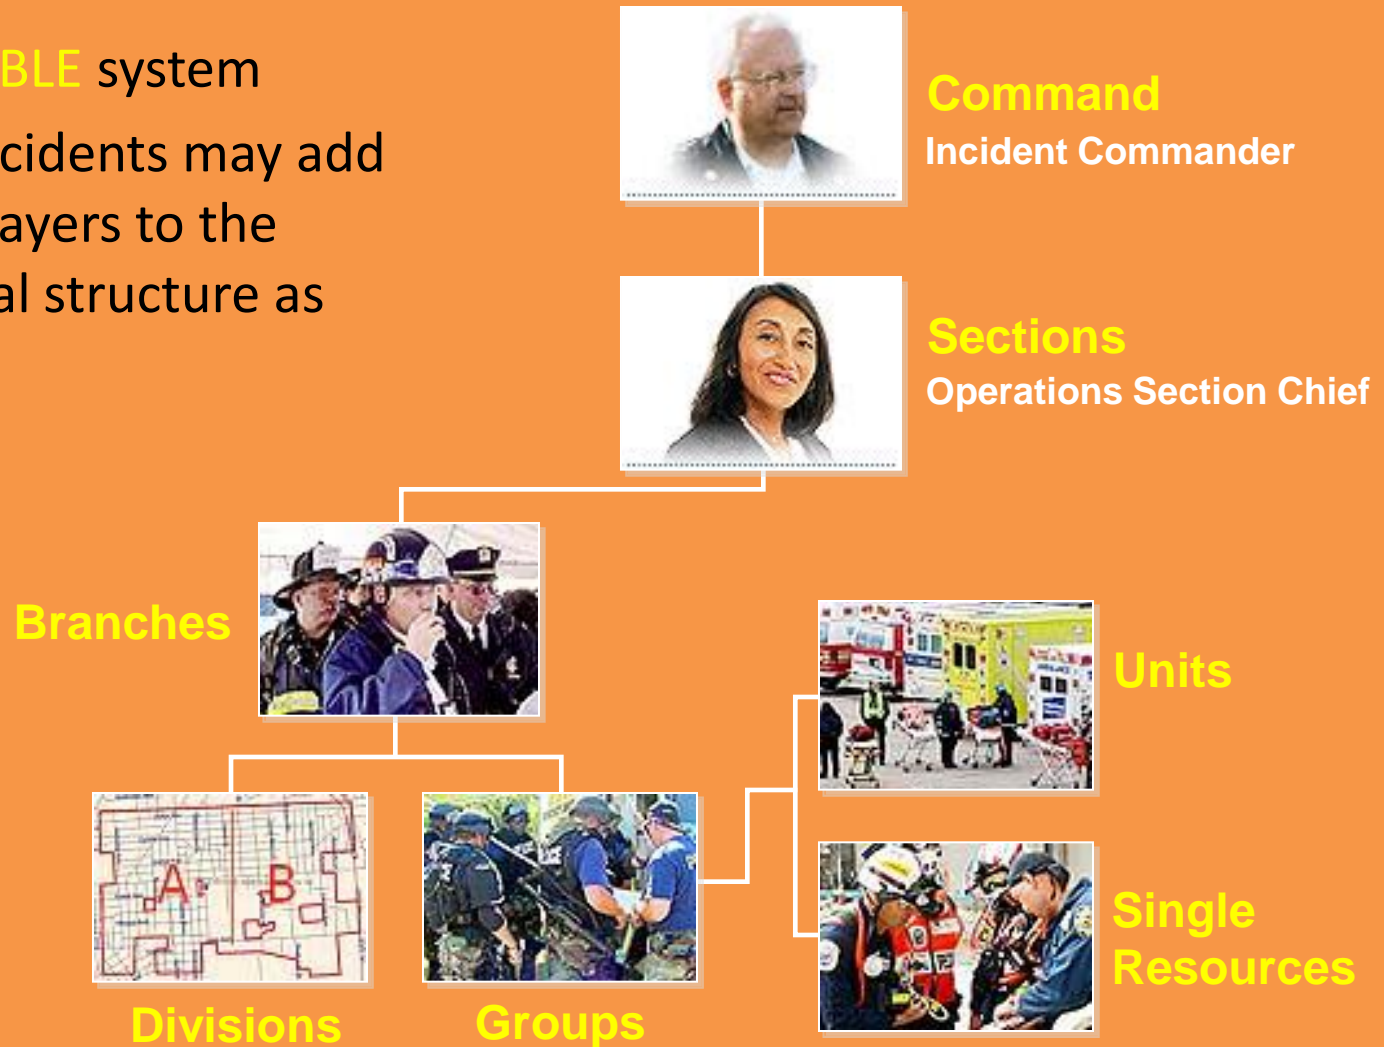 BLE system
cidents may add
ayers to the
al structure as
Command
Incident Commander
Sections
Operations Section Chief
Branches
Units
A B
Single
Resources
Divisions
Groups